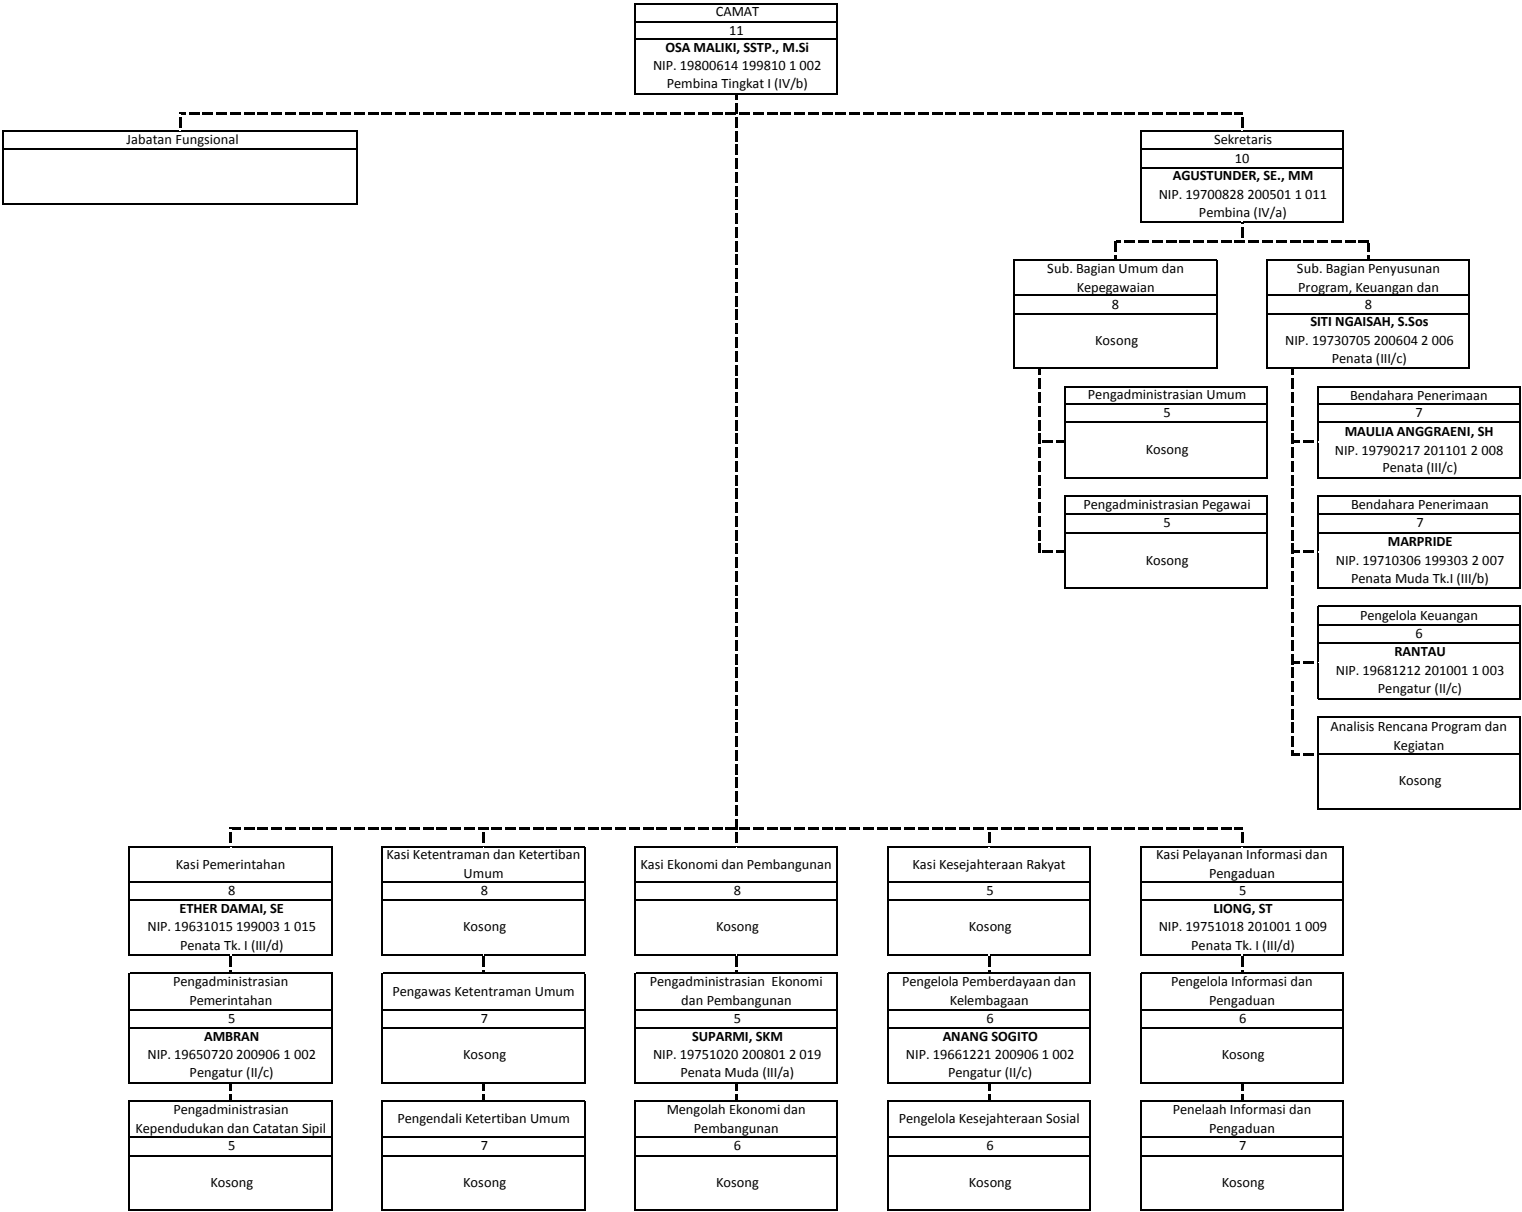 CAMAT
11
OSA MALIKI, SSTP., M.Si
NIP. 19800614 199810 1 002
Pembina Tingkat I (IV/b)
Jabatan Fungsional
Sekretaris
10
AGUSTUNDER, SE., MM
NIP. 19700828 200501 1 011
Pembina (IV/a)
Sub. Bagian Umum dan
Kepegawaian
8
Kosong
Sub. Bagian Penyusunan
Program, Keuangan dan
8
SITI NGAISAH, S.Sos
NIP. 19730705 200604 2 006
Penata (III/c)
Pengadministrasian Umum
5
Kosong
Pengadministrasian Pegawai
5
Kosong
Bendahara Penerimaan
7
MAULIA ANGGRAENI, SH
NIP. 19790217 201101 2 008
Penata (III/c)
Bendahara Penerimaan
7
MARPRIDE
NIP. 19710306 199303 2 007
Penata Muda Tk.I (III/b)
Pengelola Keuangan
6
RANTAU
NIP. 19681212 201001 1 003
Pengatur (II/c)
Analisis Rencana Program dan
Kegiatan
Kosong
Kasi Pemerintahan
8
ETHER DAMAI, SE
NIP. 19631015 199003 1 015
Penata Tk. I (III/d)
Pengadministrasian
Pemerintahan
5
AMBRAN
NIP. 19650720 200906 1 002
Pengatur (II/c)
Pengadministrasian
Kependudukan dan Catatan Sipil
5
Kosong
Kasi Ketentraman dan Ketertiban
Umum
8
Kosong
Pengawas Ketentraman Umum
7
Kosong
Pengendali Ketertiban Umum
7
Kosong
Kasi Ekonomi dan Pembangunan
8
Kosong
Pengadministrasian  Ekonomi
dan Pembangunan
5
SUPARMI, SKM
NIP. 19751020 200801 2 019
Penata Muda (III/a)
Mengolah Ekonomi dan
Pembangunan
6
Kosong
Kasi Kesejahteraan Rakyat
5
Kosong
Pengelola Pemberdayaan dan
Kelembagaan
6
ANANG SOGITO
NIP. 19661221 200906 1 002
Pengatur (II/c)
Pengelola Kesejahteraan Sosial
6
Kosong
Kasi Pelayanan Informasi dan
Pengaduan
5
LIONG, ST
NIP. 19751018 201001 1 009
Penata Tk. I (III/d)
Pengelola Informasi dan
Pengaduan
6
Kosong
Penelaah Informasi dan
Pengaduan
7
Kosong